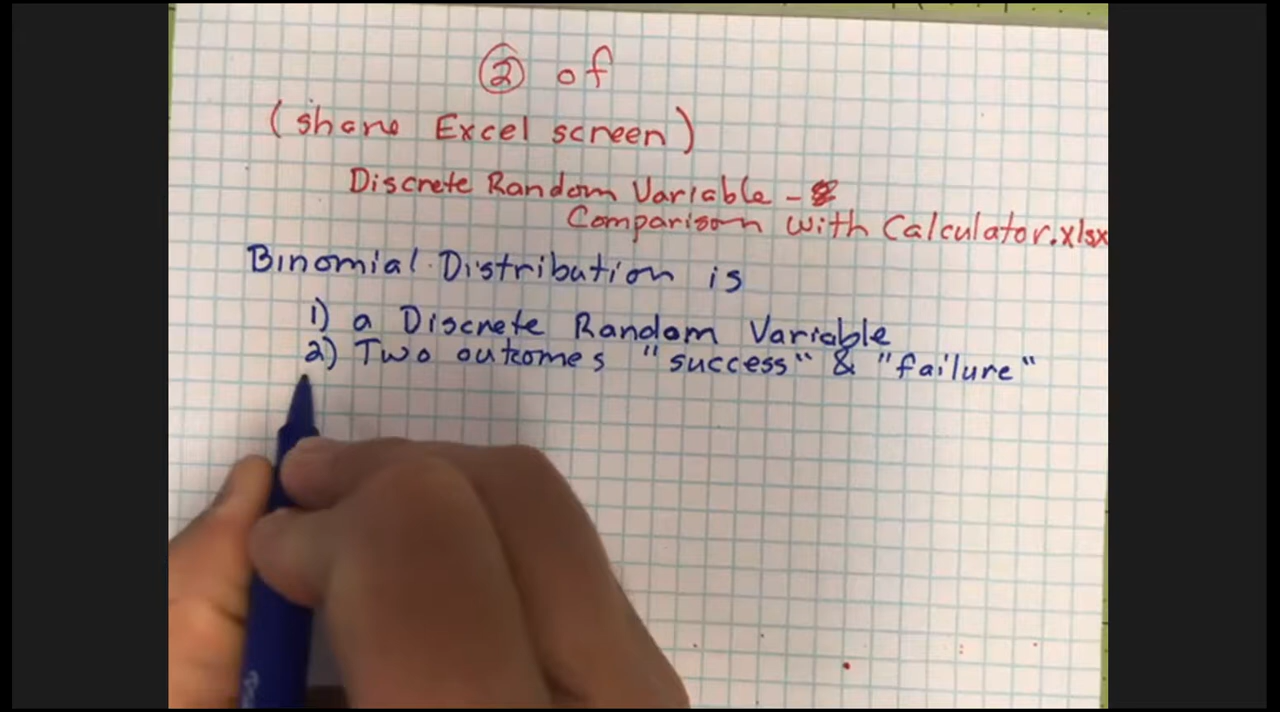 ② of
(share Excel screen)
Discrete Random Variable -
Comparison with Calculator.xlsx
Binomial Distribution is
1) a Discrete Random Variable
2) Two outcomes "success" & "failure"